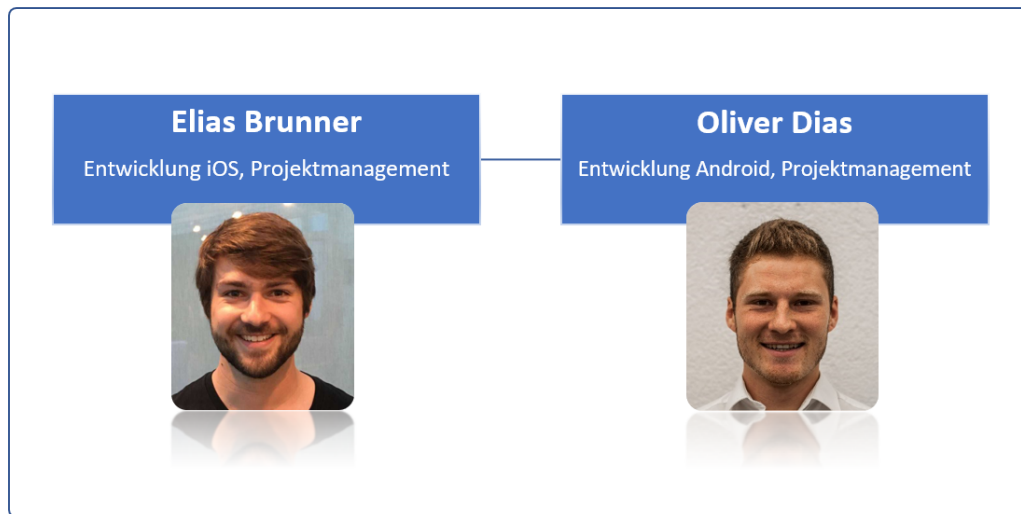 Elias Brunner
Entwicklung iOS, Projektmanagement
Oliver Dias
Entwicklung Android, Projektmanagement